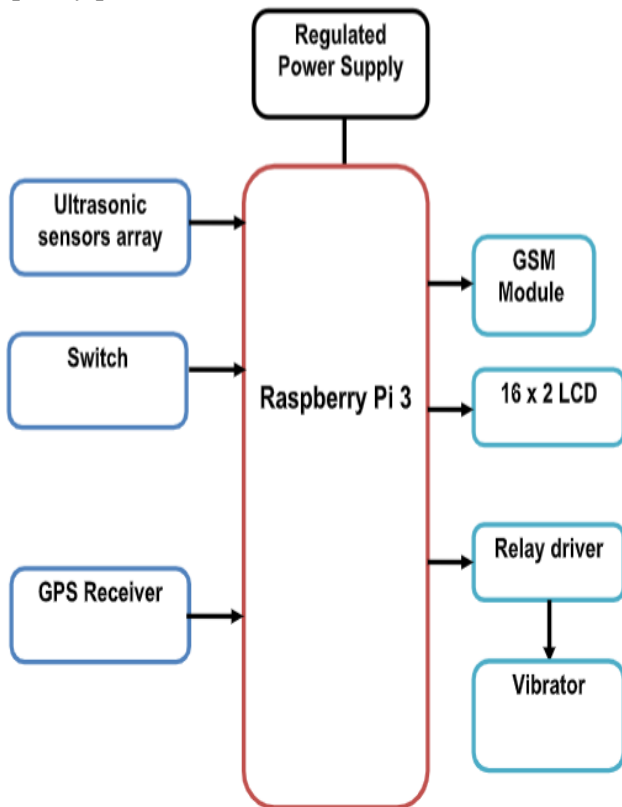 Regulated
Power Supply
Ultrasonic
sensors array
Switch
GPS Receiver
Raspberry Pi 3
GSM
Module
16 x 2 LCD
Relay driver
Vibrator